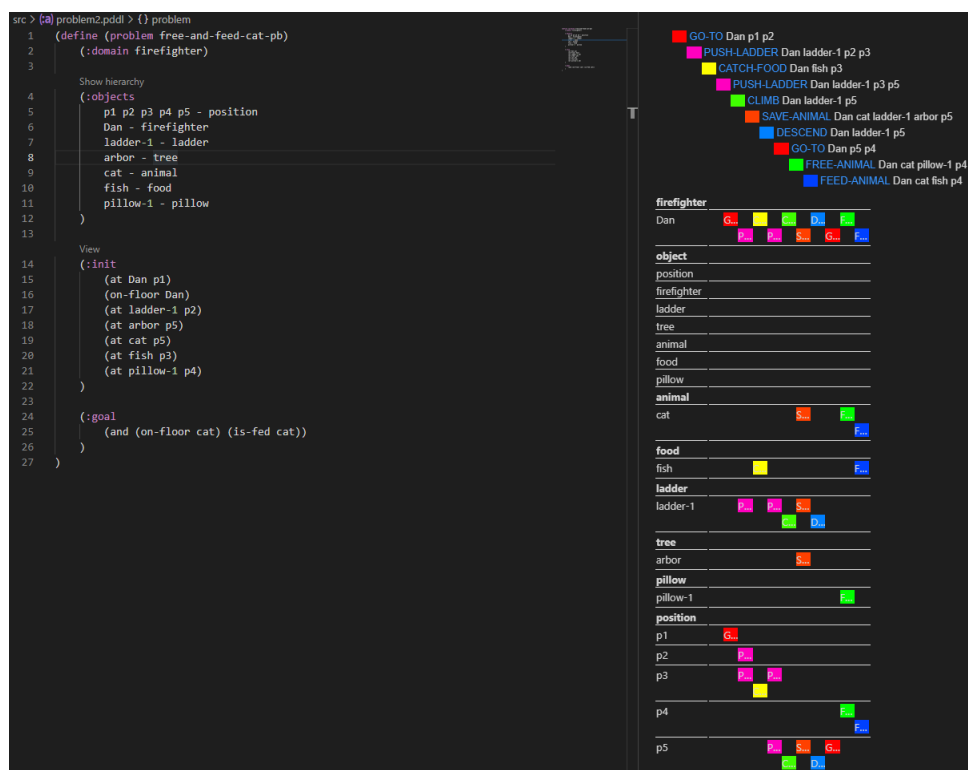 src > {:a} problem2.pddl > {} problem
1 (define (problem free-and-feed-cat-pb)
2 (:domain firefighter)
3
Show hierarchy
4 (:objects
5 p1 p2 p3 p4 p5 - position
6 Dan - firefighter
7 ladder-1 - ladder
8 arbor - tree
9 cat - animal
10 fish - food
11 pillow-1 - pillow
12 )
13
View
14 (:init
15 (at Dan p1)
16 (on-floor Dan)
17 (at ladder-1 p2)
18 (at arbor p5)
19 (at cat p5)
20 (at fish p3)
21 (at pillow-1 p4)
22 )
23
24 (:goal
25 (and (on-floor cat) (is-fed cat))
26 )
27 )
T
GO-TO Dan p1 p2
PUSH-LADDER Dan ladder-1 p2 p3
CATCH-FOOD Dan fish p3
PUSH-LADDER Dan ladder-1 p3 p5
CLIMB Dan ladder-1 p5
SAVE-ANIMAL Dan cat ladder-1 arbor p5
DESCEND Dan ladder-1 p5
GO-TO Dan p5 p4
FREE-ANIMAL Dan cat pillow-1 p4
FEED-ANIMAL Dan cat fish p4
firefighter
Dan G... C... D... F...
P... P... S... G... F...
object
position
firefighter
ladder
tree
animal
food
pillow
animal
cat S... F...
F...
food
fish F...
ladder
ladder-1 P... P... S...
C... D...
tree
arbor S...
pillow
pillow-1 F...
position
p1 G...
p2 P...
p3 P... P...
p4 F...
F...
p5 P... S... G...
C... D...